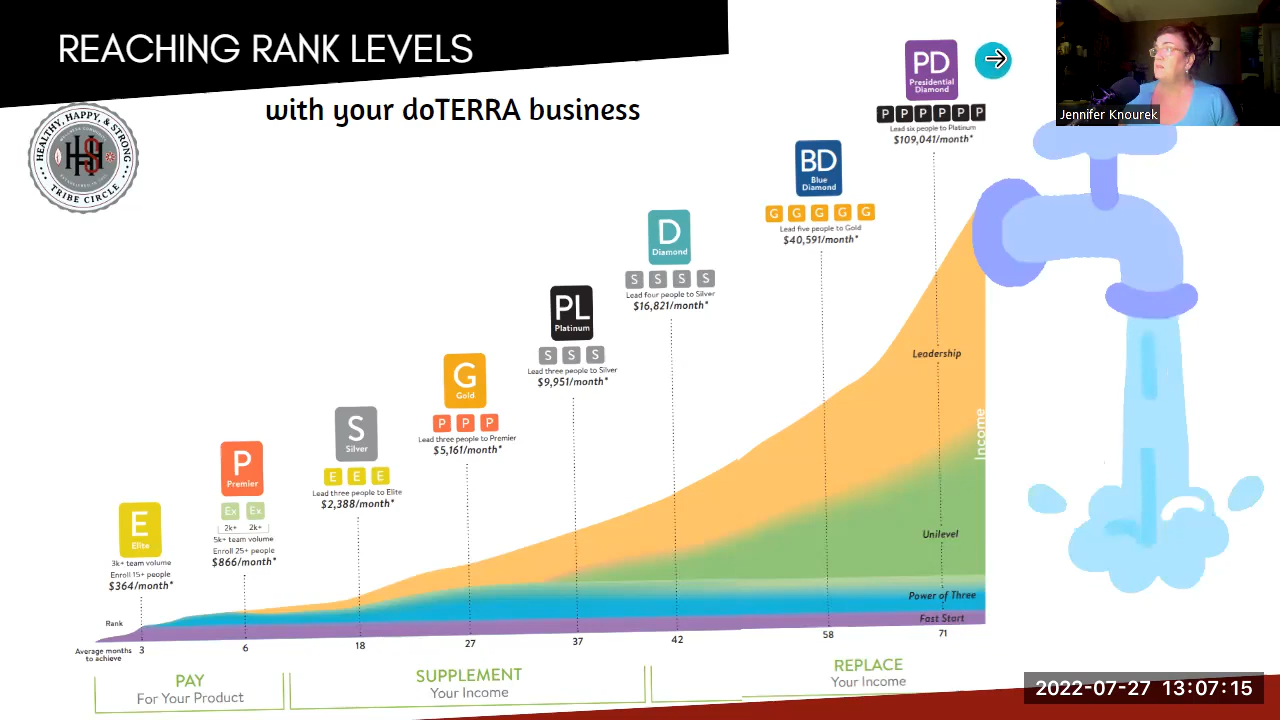 REACHING RANK LEVELS
with your doTERRA business
HEALTHY, HAPPY, & STRONG
HHS
TRIBE CIRCLE
Jennifer Knourek
PD
Presidential
Diamond
P P P P P P
Lead six people to Platinum
$109,041/month*
BD
Blue
Diamond
G G G G G
Lead five people to Gold
$40,591/month*
D
Diamond
S S S S
Lead four people to Silver
$16,821/month*
PL
Platinum
S S S
Lead three people to Silver
$9,951/month*
G
Gold
P P P
Lead three people to Premier
$5,161/month*
S
Silver
E E E
Lead three people to Elite
$2,388/month*
P
Premier
Ex Ex
2k+ 2k+
5k+ team volume
Enroll 25+ people
$866/month*
E
Elite
3k+ team volume
Enroll 15+ people
$364/month*
Leadership
Income
Unilevel
Power of Three
Fast Start
Rank
Average months
to achieve
3 6 18 27 37 42 58 71
PAY
For Your Product
SUPPLEMENT
Your Income
REPLACE
Your Income
2022-07-27 13:07:15